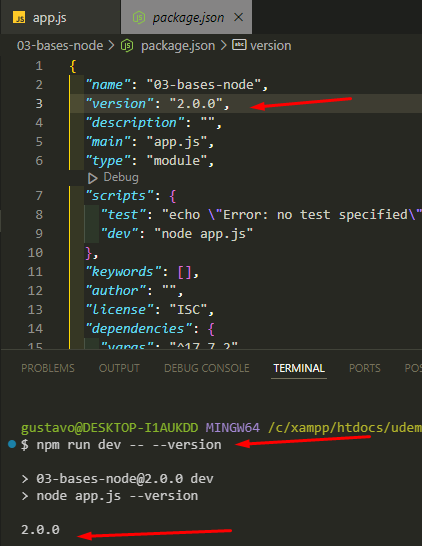 JS app.js
package.json ×
03-bases-node > package.json > abc version
1 {
2 "name": "03-bases-node",
3 "version": "2.0.0",
4 "description": "",
5 "main": "app.js",
6 "type": "module",
Debug
7 "scripts": {
8 "test": "echo \"Error: no test specified\"
9 "dev": "node app.js"
10 },
11 "keywords": [],
12 "author": "",
13 "license": "ISC",
14 "dependencies": {
15 "yargs": "^17.7.2"
PROBLEMS OUTPUT DEBUG CONSOLE TERMINAL PORTS
gustavo@DESKTOP-I1AUKDD MINGW64 /c/xampp/htdocs/udem
$ npm run dev -- --version
> 03-bases-node@2.0.0 dev
> node app.js --version
2.0.0